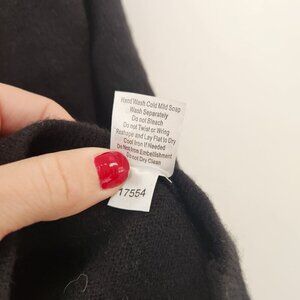 Hand Wash Cold Mild Soap
Wash Separately
Do not Bleach
Do not Twist or Wring
Reshape and Lay Flat to Dry
Cool Iron if Needed
Do Not Iron Embellishment
Do not Dry Clean
17554